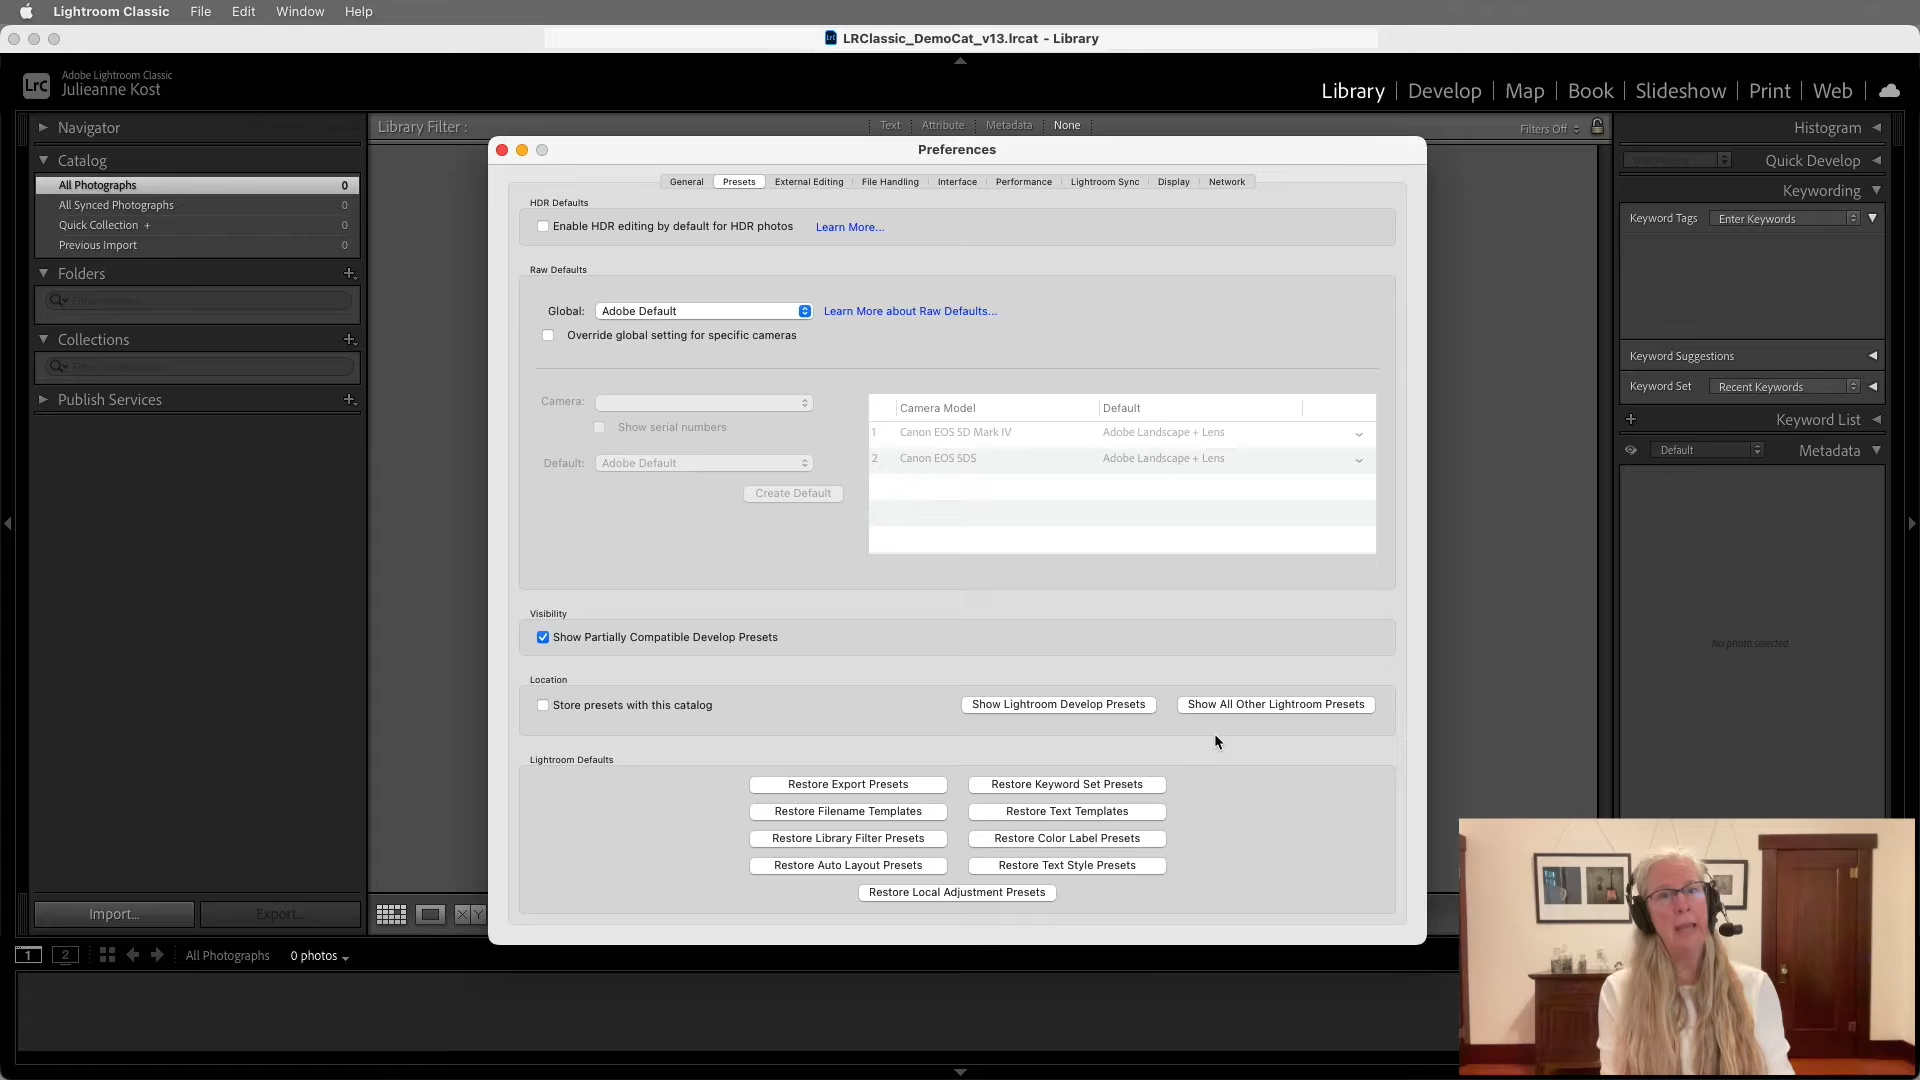 Lightroom Classic File Edit Window Help
LRClassic_DemoCat_v13.lrcat - Library
LrC Adobe Lightroom Classic
Julieanne Kost
Library | Develop | Map | Book | Slideshow | Print | Web
Navigator
Catalog
All Photographs 0
All Synced Photographs 0
Quick Collection + 0
Previous Import 0
Folders
Collections
Publish Services
Import...
Export...
Library Filter :
Text Attribute Metadata None
Filters Off
Preferences
General Presets External Editing File Handling Interface Performance Lightroom Sync Display Network
HDR Defaults
Enable HDR editing by default for HDR photos Learn More...
Raw Defaults
Global: Adobe Default Learn More about Raw Defaults...
Override global setting for specific cameras
Camera:
Show serial numbers
Default: Adobe Default
Create Default
Camera Model Default
1 Canon EOS 5D Mark IV Adobe Landscape + Lens
2 Canon EOS 5DS Adobe Landscape + Lens
Visibility
Show Partially Compatible Develop Presets
Location
Store presets with this catalog Show Lightroom Develop Presets Show All Other Lightroom Presets
Lightroom Defaults
Restore Export Presets Restore Keyword Set Presets
Restore Filename Templates Restore Text Templates
Restore Library Filter Presets Restore Color Label Presets
Restore Auto Layout Presets Restore Text Style Presets
Restore Local Adjustment Presets
Histogram
Quick Develop
Keywording
Keyword Tags Enter Keywords
Keyword Suggestions
Keyword Set Recent Keywords
Keyword List
Default Metadata
No photo selected.
X Y
1 2 All Photographs 0 photos